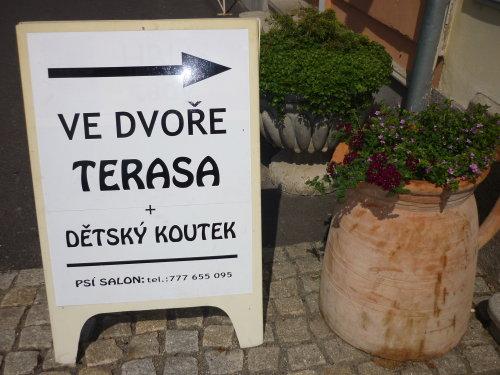 VE DVOŘE
TERASA
+
DĚTSKÝ KOUTEK
PSÍ SALON: tel.: 777 655 095